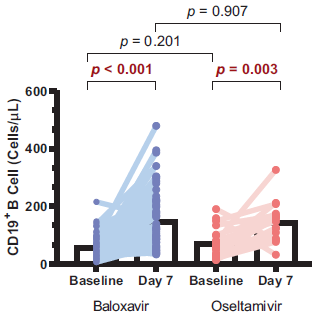 p = 0.907
p = 0.201
p < 0.001
p = 0.003
CD19+ B Cell (Cells/μL)
600
400
200
0
Baseline Day 7 Baseline Day 7
Baloxavir Oseltamivir